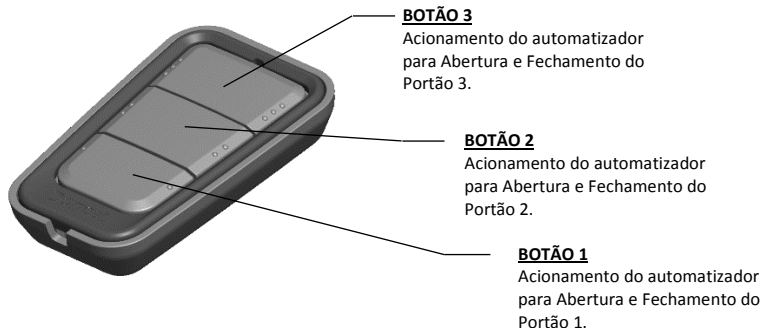 BOTÃO 3
Acionamento do automatizador
para Abertura e Fechamento do
Portão 3.
BOTÃO 2
Acionamento do automatizador
para Abertura e Fechamento do
Portão 2.
BOTÃO 1
Acionamento do automatizador
para Abertura e Fechamento do
Portão 1.